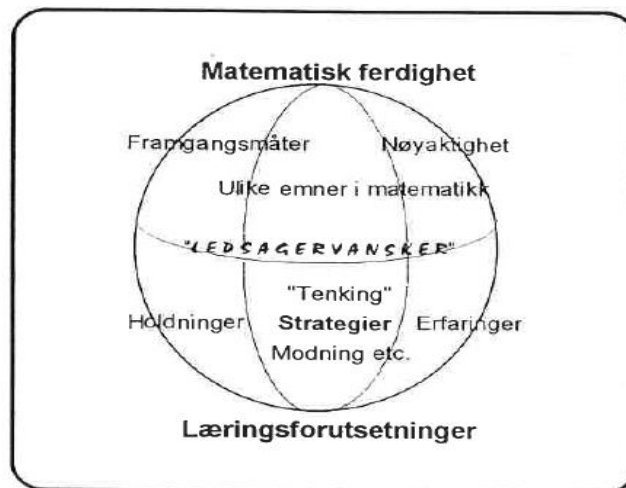 Matematisk ferdighet
Framgangsmåter Nøyaktighet
Ulike emner i matematikk
"LEDSAGERVANSKER"
"Tenking"
Holdninger Strategier Erfaringer
Modning etc.
Læringsforutsetninger